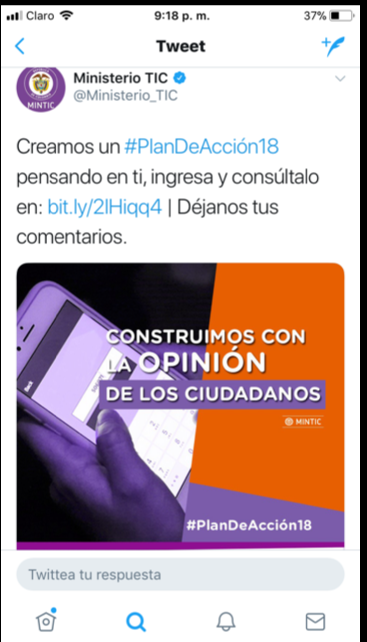 Claro 9:18 p. m. 37%
Tweet
Ministerio TIC
MINTIC
@Ministerio_TIC
Creamos un #PlanDeAcción18
pensando en ti, ingresa y consúltalo
en: bit.ly/2lHiqq4 | Déjanos tus
comentarios.
CONSTRUIMOS CON
LA OPINIÓN
DE LOS CIUDADANOS
MINTIC
#PlanDeAcción18
Twittea tu respuesta